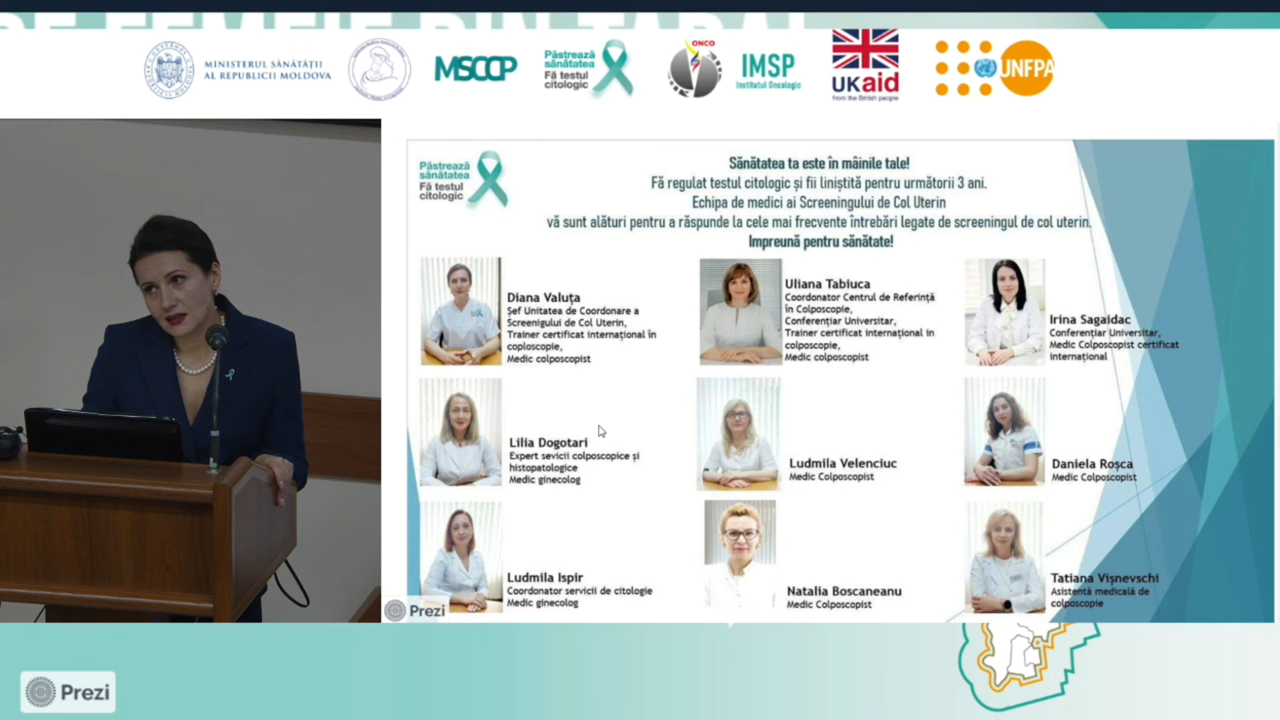 MINISTERUL SĂNĂTĂȚII
AL REPUBLICII MOLDOVA
MSCCP
Păstrează
sănătatea
Fă testul
citologic
ONCO
IMSP
Institutul Oncologic
UKaid
from the British people
UNFPA
Păstrează
sănătatea
Fă testul
citologic
Sănătatea ta este în mâinile tale!
Fă regulat testul citologic și fii liniștită pentru următorii 3 ani.
Echipa de medici ai Screeningului de Col Uterin
vă sunt alături pentru a răspunde la cele mai frecvente întrebări legate de screeningul de col uterin.
Impreună pentru sănătate!
Diana Valuța
Șef Unitatea de Coordonare a
Screenigului de Col Uterin,
Trainer certificat internațional în
coploscopie,
Medic colposcopist
Uliana Tabiuca
Coordonator Centrul de Referință
în Colposcopie,
Conferențiar Universitar,
Trainer certificat internațional in
colposcopie,
Medic colposcopist
Irina Sagaidac
Conferențiar Universitar,
Medic Colposcopist certificat
internațional
Lilia Dogotari
Expert sevicii colposcopice și
histopatologice
Medic ginecolog
Ludmila Velenciuc
Medic Colposcopist
Daniela Roșca
Medic Colposcopist
Ludmila Ispir
Coordonator servicii de citologie
Medic ginecolog
Natalia Boscaneanu
Medic Colposcopist
Tatiana Vișnevschi
Asistentă medicală de
colposcopie
Prezi
Prezi